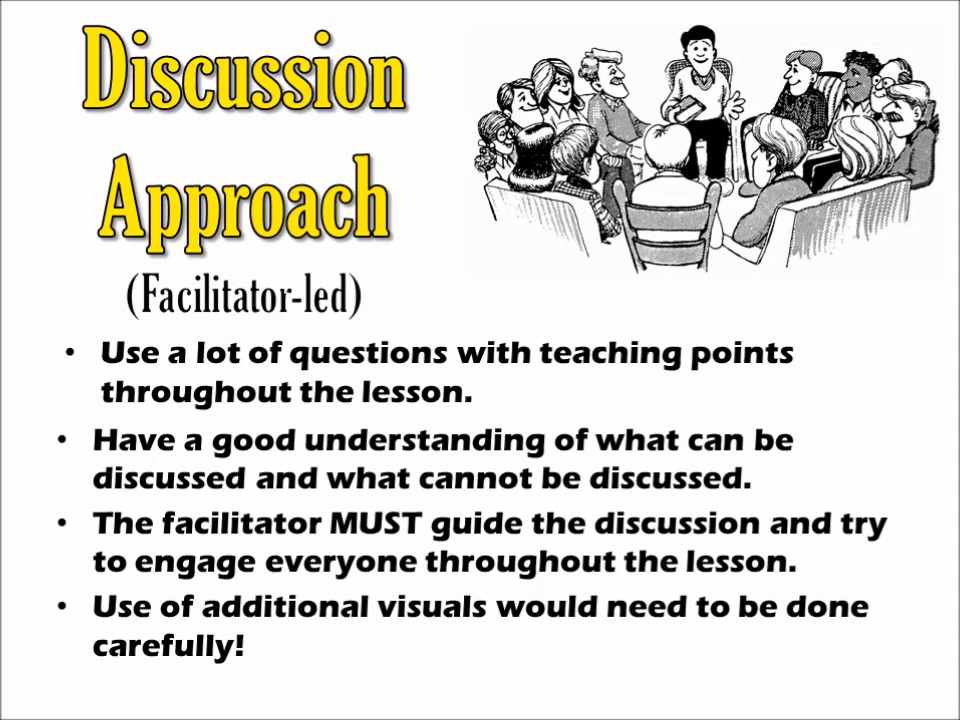 Discussion
Approach
(Facilitator-led)
• Use a lot of questions with teaching points
throughout the lesson.
• Have a good understanding of what can be
discussed and what cannot be discussed.
• The facilitator MUST guide the discussion and try
to engage everyone throughout the lesson.
• Use of additional visuals would need to be done
carefully!